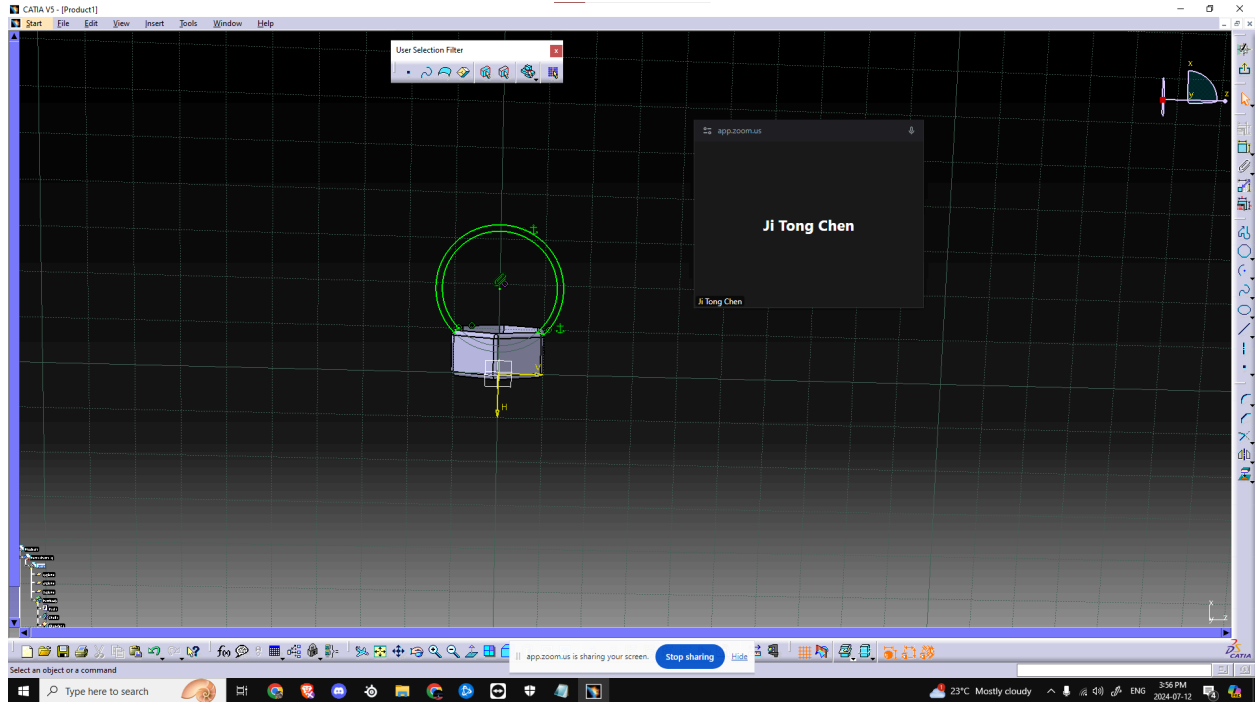 CATIA V5 - [Product1]
Start File Edit View Insert Tools Window Help
User Selection Filter
x
x
y
z
app.zoom.us
Ji Tong Chen
Ji Tong Chen
V
H
x
y
z
f(x)
app.zoom.us is sharing your screen. Stop sharing Hide
CATIA
Select an object or a command
Type here to search
23°C Mostly cloudy
ENG
3:56 PM
2024-07-12
4